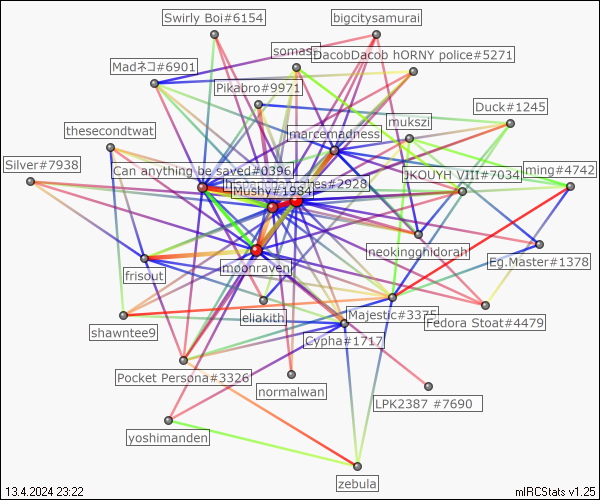 Swirly Boi#6154
bigcitysamurai
somass
DacobDacob hORNY police#5271
Madネコ#6901
Pikabro#9971
Duck#1245
mukszi
thesecondtwat
marcemadness
Silver#7938
Can anything be saved#0396
JKOUYH VIII#7034
ming#4742
Mushy#1984
#2928
neokingghidorah
Eg.Master#1378
moonraven
frisout
eliakith
Majestic#3375
Fedora Stoat#4479
shawntee9
Cypha#1717
Pocket Persona#3326
normalwan
LPK2387 #7690
yoshimanden
zebula
13.4.2024 23:22
mIRCStats v1.25